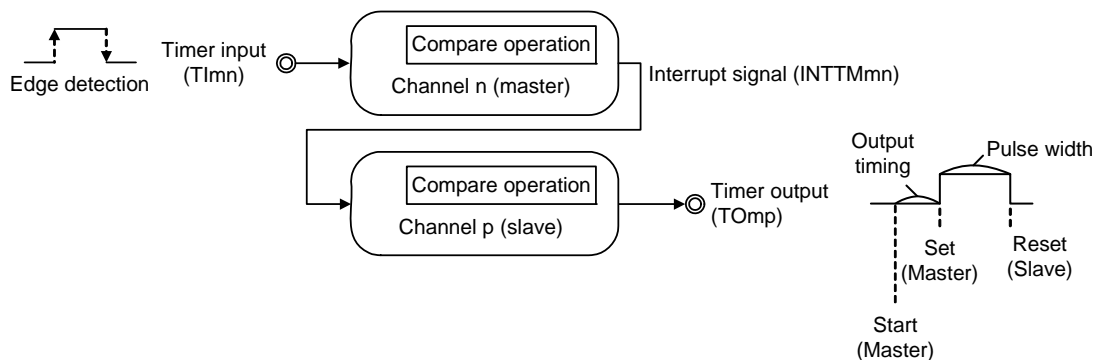 Edge detection
Timer input
(TImn)
Compare operation
Channel n (master)
Interrupt signal (INTTMmn)
Compare operation
Channel p (slave)
Timer output
(TOmp)
Output
timing
Pulse width
Set
(Master)
Reset
(Slave)
Start
(Master)